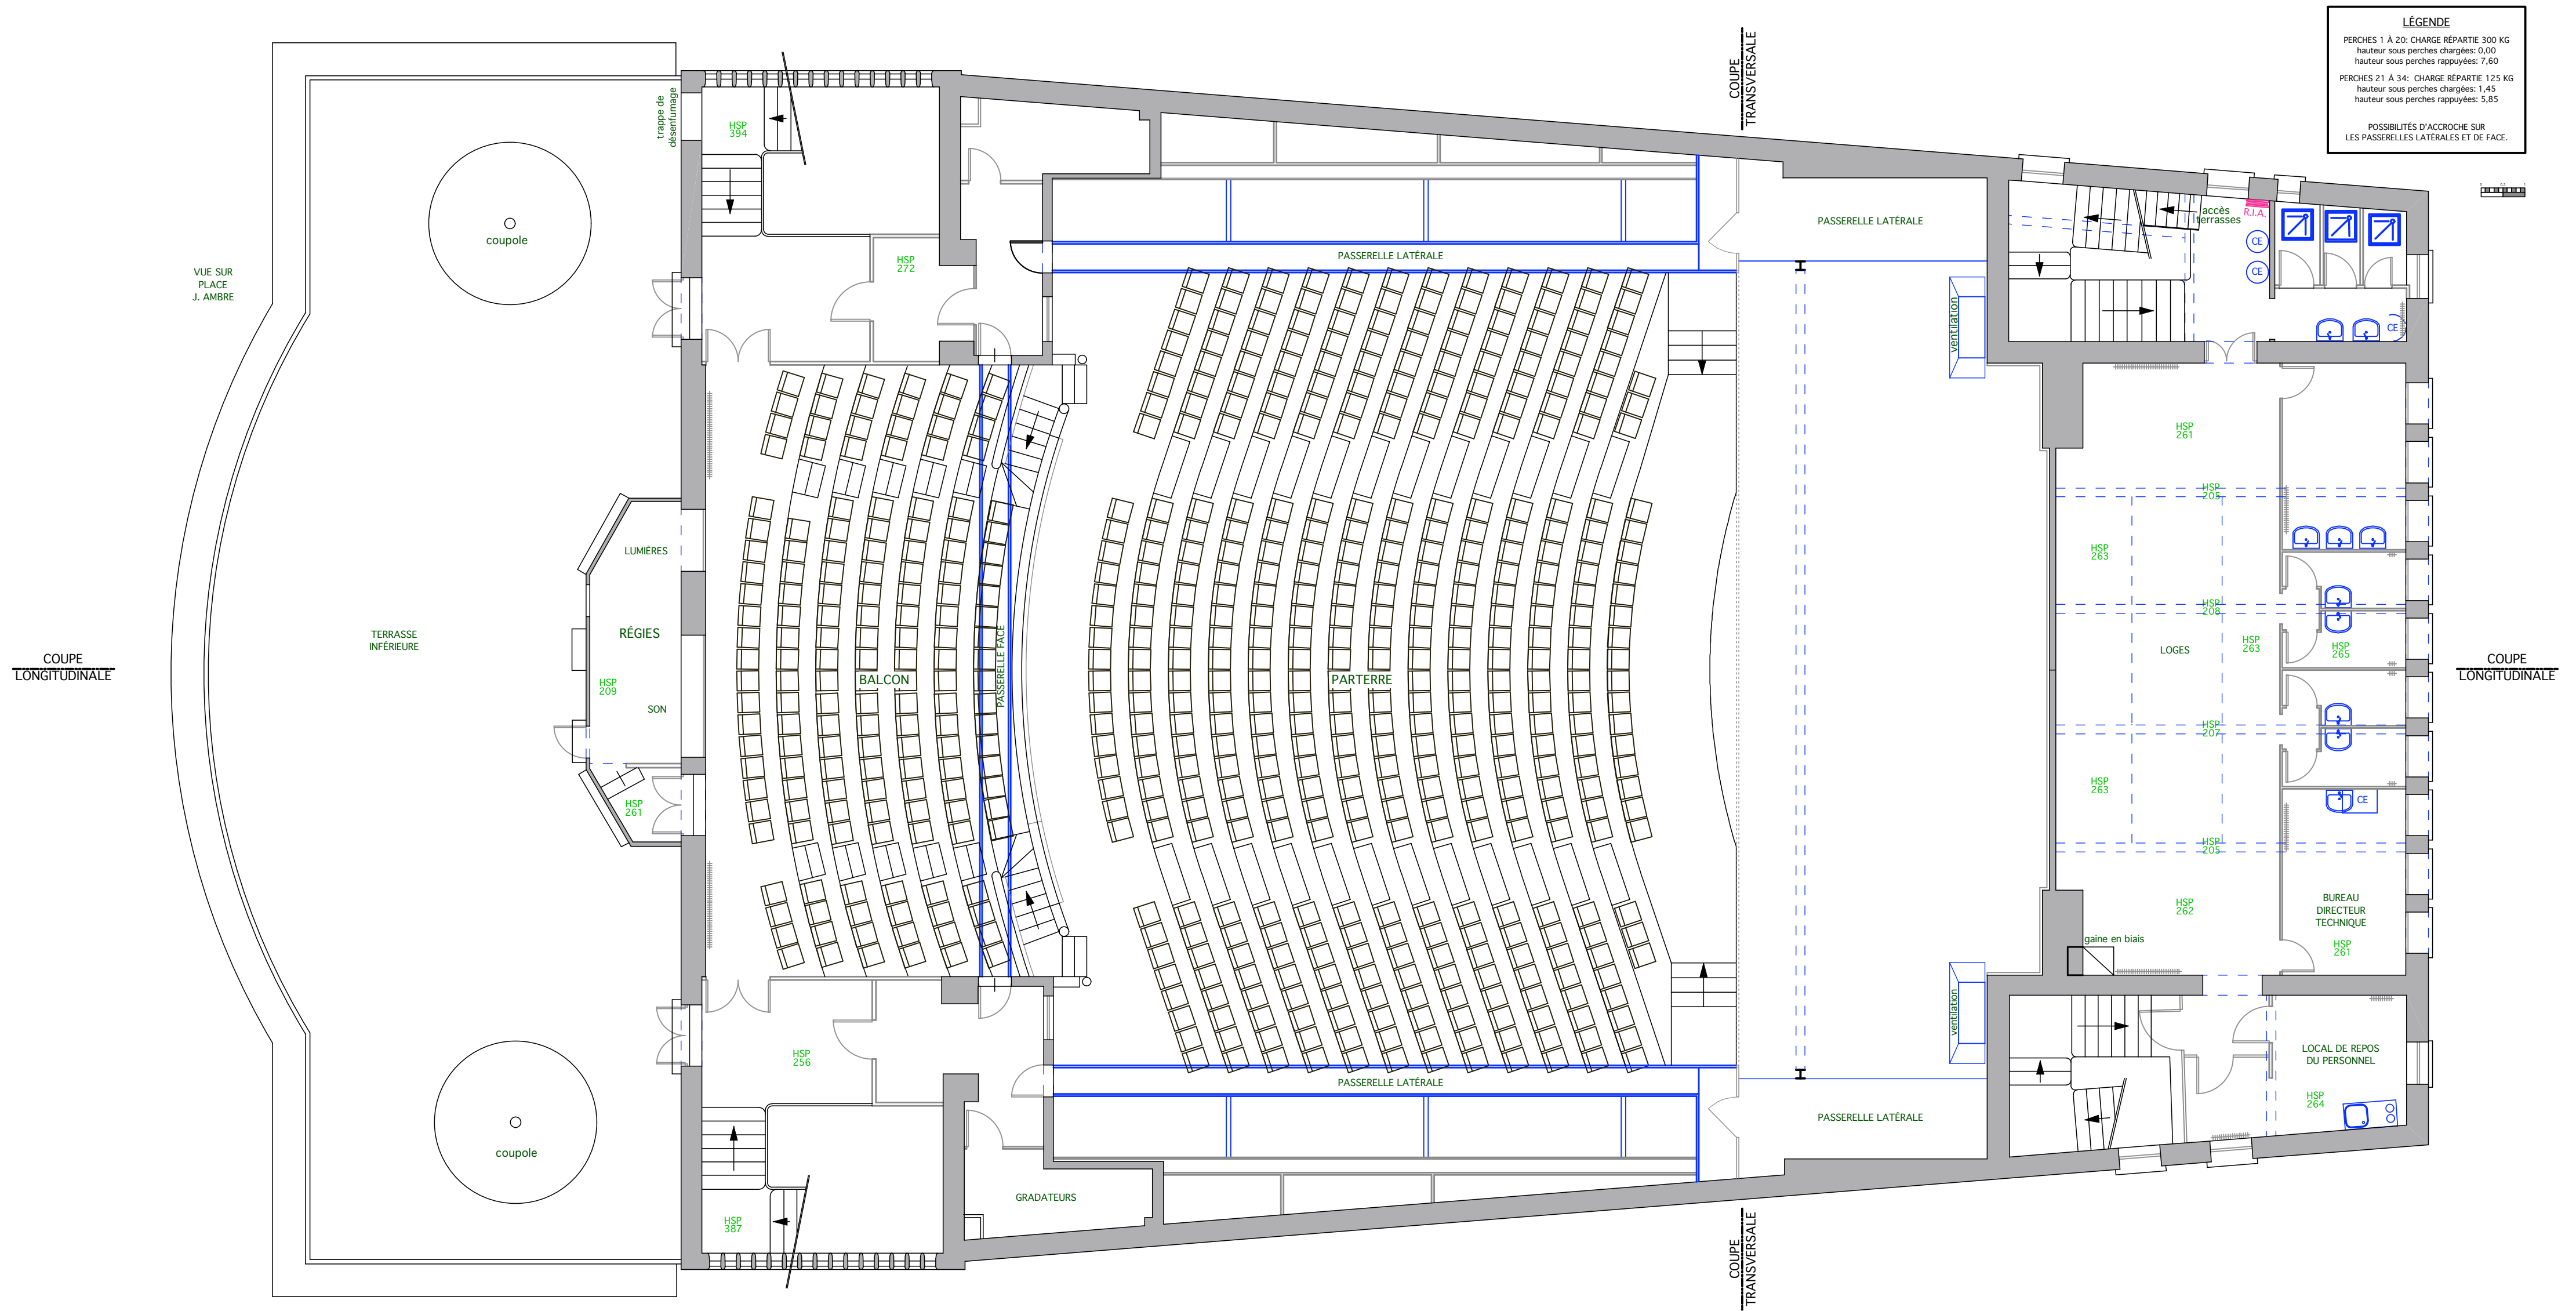 LÉGENDE
PERCHES 1 À 20: CHARGE RÉPARTIE 300 KG
hauteur sous perches chargées: 0,00
hauteur sous perches rappuyées: 7,60
PERCHES 21 À 34: CHARGE RÉPARTIE 125 KG
hauteur sous perches chargées: 1,45
hauteur sous perches rappuyées: 5,85
POSSIBILITÉS D'ACCROCHE SUR
LES PASSERELLES LATÉRALES ET DE FACE.
COUPE
TRANSVERSALE
trappe de
désenfumage
HSP
394
coupole
VUE SUR
PLACE
J. AMBRE
HSP
272
PASSERELLE LATÉRALE
PASSERELLE LATÉRALE
ventilation
accès
terrasses
R.I.A.
CE
CE
CE
HSP
261
HSP
205
HSP
263
LUMIÈRES
RÉGIES
TERRASSE
INFÉRIEURE
COUPE
LONGITUDINALE
HSP
209
SON
BALCON
PASSERELLE FACE
PARTERRE
HSP
208
LOGES
HSP
263
HSP
265
COUPE
LONGITUDINALE
HSP
207
HSP
263
HSP
261
CE
HSP
205
HSP
262
BUREAU
DIRECTEUR
TECHNIQUE
HSP
261
gaine en biais
ventilation
HSP
256
PASSERELLE LATÉRALE
PASSERELLE LATÉRALE
LOCAL DE REPOS
DU PERSONNEL
HSP
264
coupole
GRADATEURS
HSP
387
COUPE
TRANSVERSALE